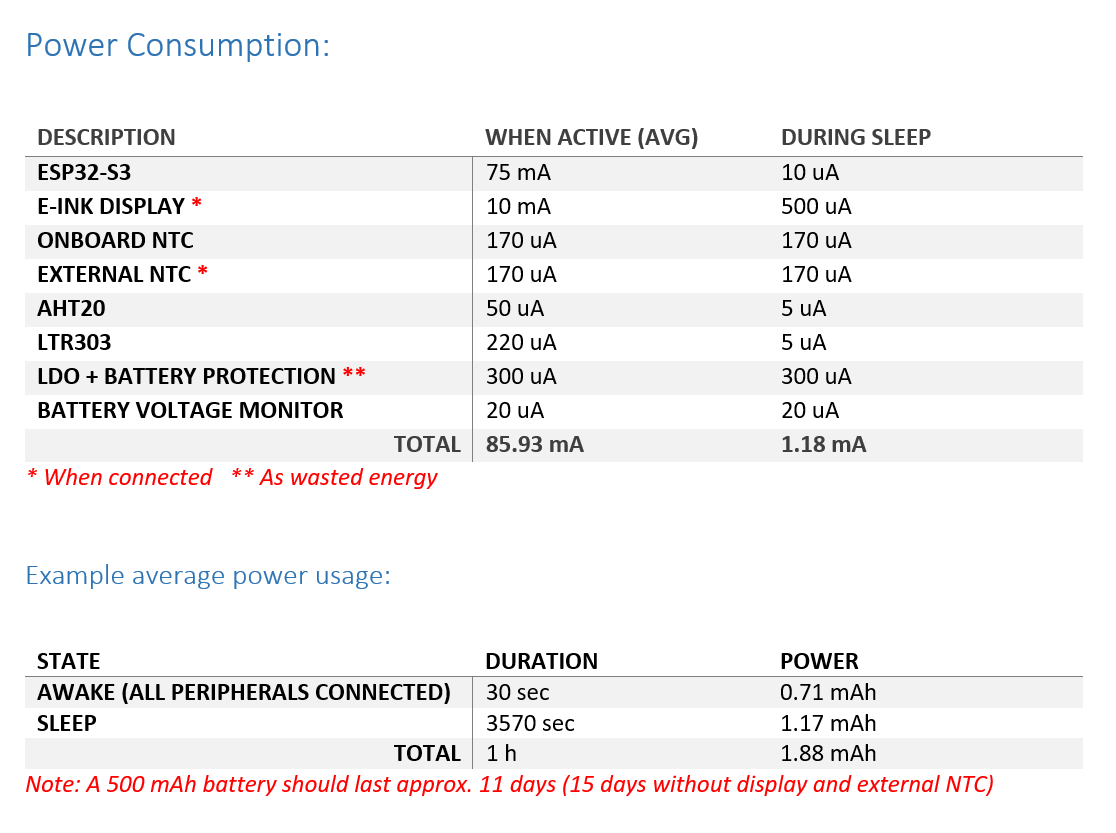 Power Consumption:
DESCRIPTION WHEN ACTIVE (AVG) DURING SLEEP
ESP32-S3 75 mA 10 uA
E-INK DISPLAY * 10 mA 500 uA
ONBOARD NTC 170 uA 170 uA
EXTERNAL NTC * 170 uA 170 uA
AHT20 50 uA 5 uA
LTR303 220 uA 5 uA
LDO + BATTERY PROTECTION ** 300 uA 300 uA
BATTERY VOLTAGE MONITOR 20 uA 20 uA
TOTAL 85.93 mA 1.18 mA
* When connected ** As wasted energy
Example average power usage:
STATE DURATION POWER
AWAKE (ALL PERIPHERALS CONNECTED) 30 sec 0.71 mAh
SLEEP 3570 sec 1.17 mAh
TOTAL 1 h 1.88 mAh
Note: A 500 mAh battery should last approx. 11 days (15 days without display and external NTC)